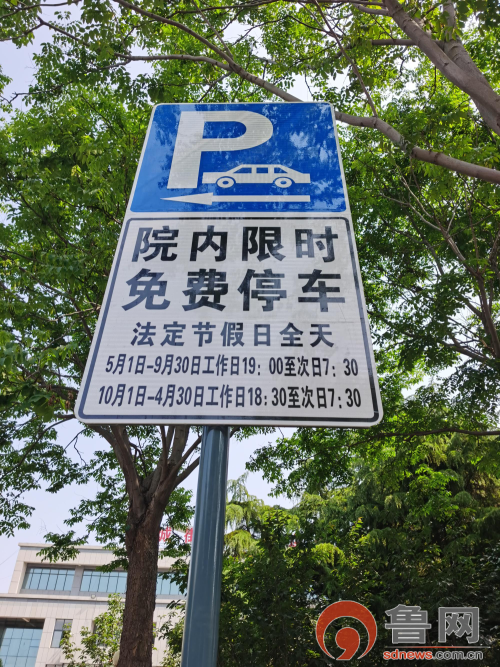 P
院内限时
免费停车
法定节假日全天
5月1日-9月30日工作日19：00至次日7：30
10月1日-4月30日工作日18：30至次日7：30
鲁网
sdnews.com.cn